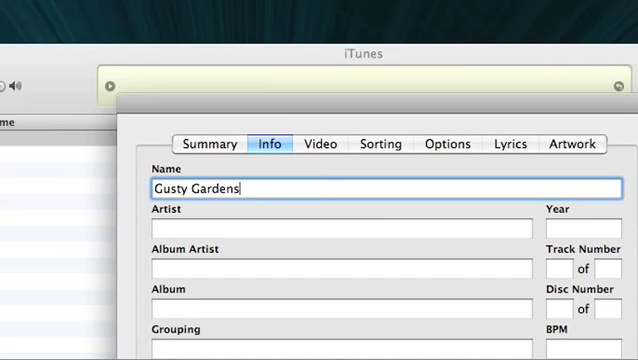 iTunes
me
Summary Info Video Sorting Options Lyrics Artwork
Name
Gusty Gardens
Artist Year
Album Artist Track Number
of
Album Disc Number
of
Grouping BPM